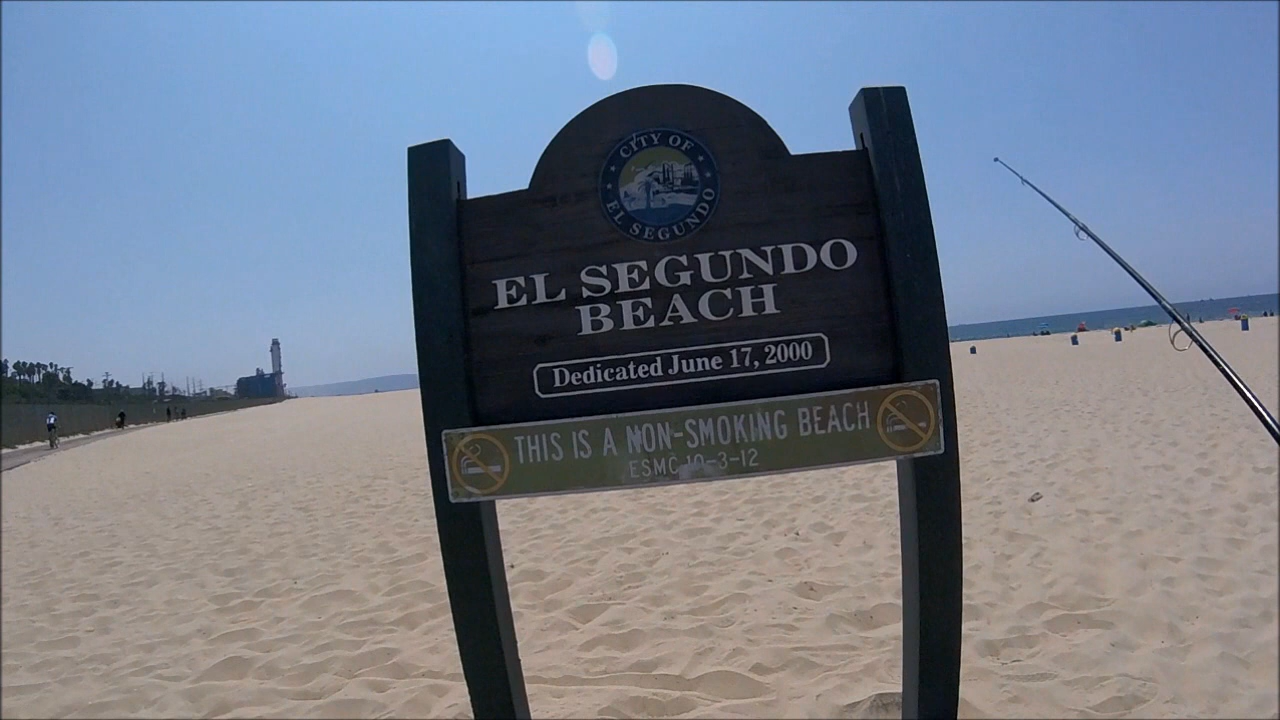 CITY OF
EL SEGUNDO
EL SEGUNDO
BEACH
Dedicated June 17, 2000
THIS IS A NON-SMOKING BEACH
ESMC 10-3-12